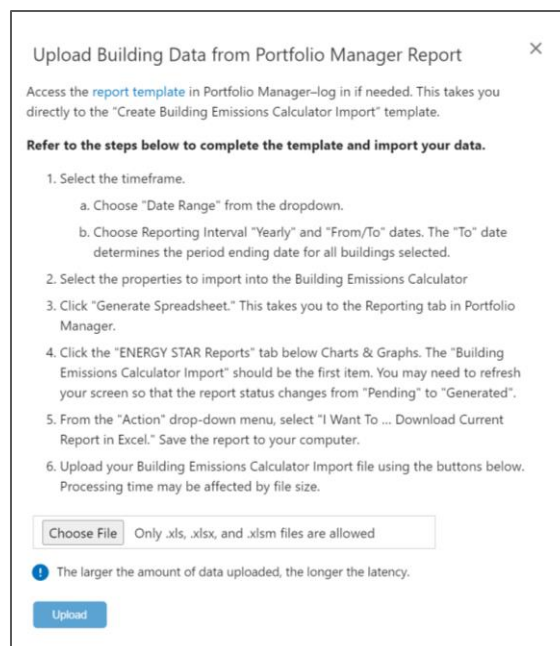 Upload Building Data from Portfolio Manager Report
Access the report template in Portfolio Manager–log in if needed. This takes you
directly to the "Create Building Emissions Calculator Import" template.
Refer to the steps below to complete the template and import your data.
1. Select the timeframe.
a. Choose "Date Range" from the dropdown.
b. Choose Reporting Interval "Yearly" and "From/To" dates. The "To" date
determines the period ending date for all buildings selected.
2. Select the properties to import into the Building Emissions Calculator
3. Click "Generate Spreadsheet." This takes you to the Reporting tab in Portfolio
Manager.
4. Click the "ENERGY STAR Reports" tab below Charts & Graphs. The "Building
Emissions Calculator Import" should be the first item. You may need to refresh
your screen so that the report status changes from "Pending" to "Generated".
5. From the "Action" drop-down menu, select "I Want To ... Download Current
Report in Excel." Save the report to your computer.
6. Upload your Building Emissions Calculator Import file using the buttons below.
Processing time may be affected by file size.
Choose File Only .xls, .xlsx, and .xlsm files are allowed
The larger the amount of data uploaded, the longer the latency.
Upload